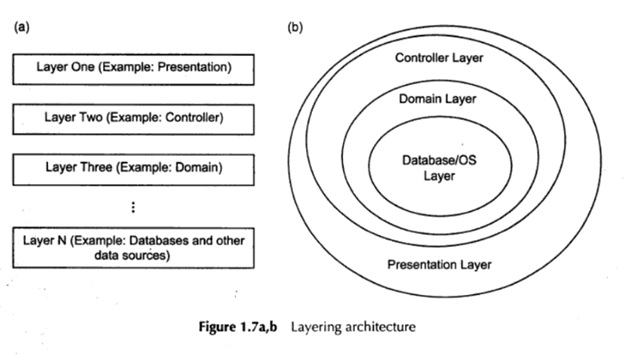 (a)
Layer One (Example: Presentation)
Layer Two (Example: Controller)
Layer Three (Example: Domain)
Layer N (Example: Databases and other
data sources)
(b)
Controller Layer
Domain Layer
Database/OS
Layer
Presentation Layer
Figure 1.7a,b Layering architecture